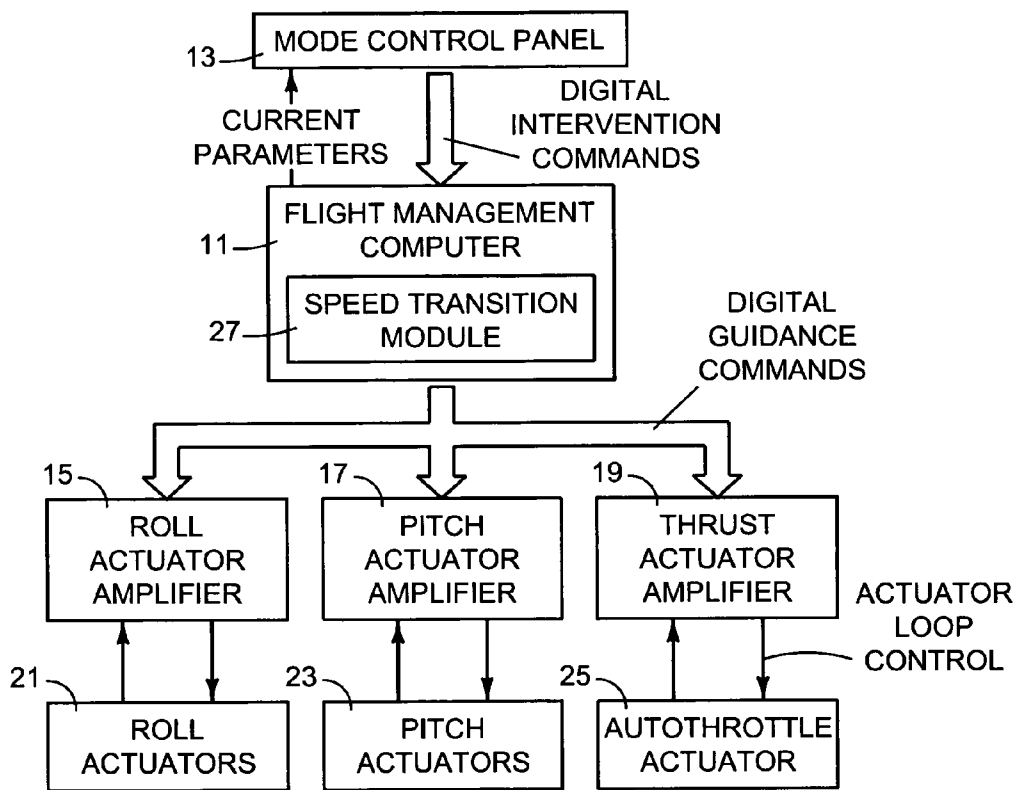 MODE CONTROL PANEL
13
CURRENT
PARAMETERS
DIGITAL
INTERVENTION
COMMANDS
FLIGHT MANAGEMENT
COMPUTER
11
SPEED TRANSITION
MODULE
27
DIGITAL
GUIDANCE
COMMANDS
15
ROLL
ACTUATOR
AMPLIFIER
17
PITCH
ACTUATOR
AMPLIFIER
19
THRUST
ACTUATOR
AMPLIFIER
ACTUATOR
LOOP
CONTROL
21
ROLL
ACTUATORS
23
PITCH
ACTUATORS
25
AUTOTHROTTLE
ACTUATOR